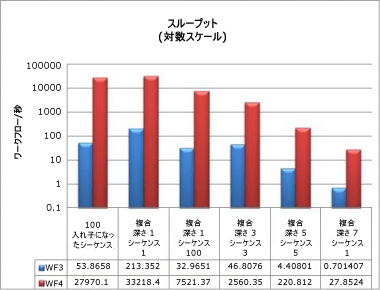 スループット
(対数スケール)
ワークフロー/秒
100000
10000
1000
100
10
1
0.1
100
入れ子になっ
たシーケンス
複合
深さ 1
シーケンス
1
複合
深さ 1
シーケンス
100
複合
深さ 3
シーケンス
3
複合
深さ 5
シーケンス
5
複合
深さ 7
シーケンス
1
WF3 53.8658 213.352 32.9651 46.8076 4.40801 0.701407
WF4 27970.1 33218.4 7521.37 2560.35 220.812 27.8524